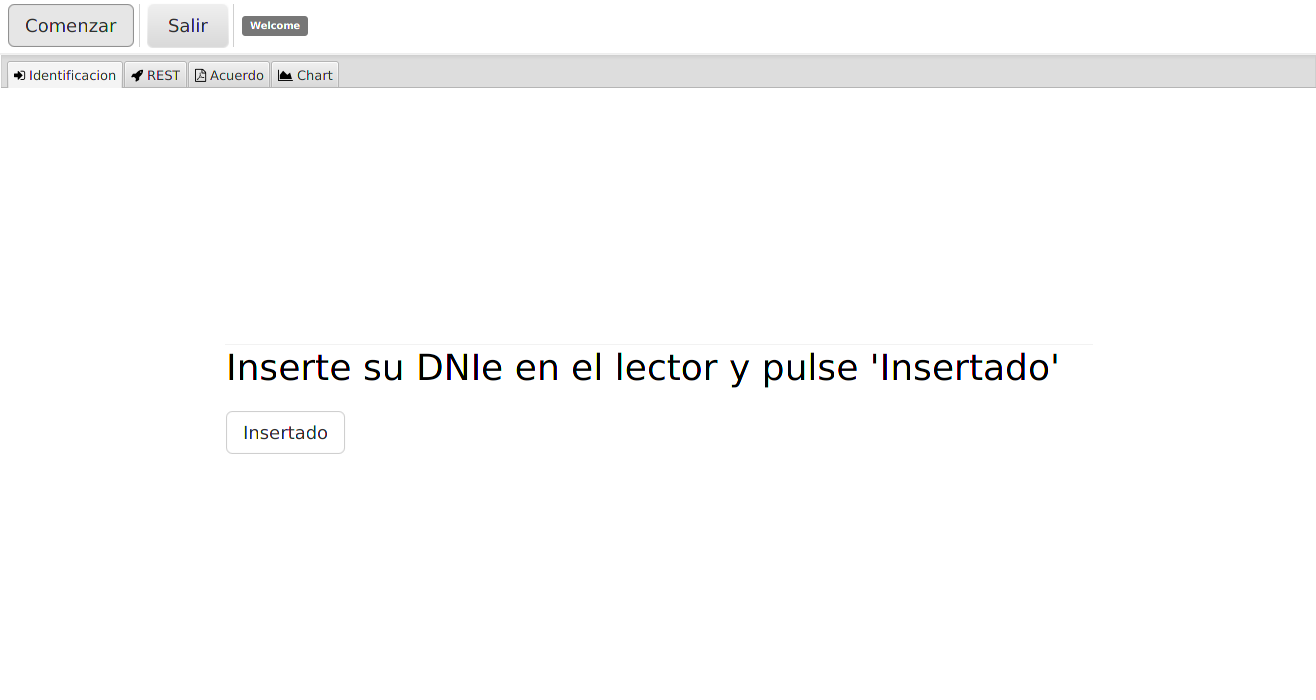 Comenzar Salir Welcome
Identificacion REST Acuerdo Chart
Inserte su DNIe en el lector y pulse 'Insertado'
Insertado